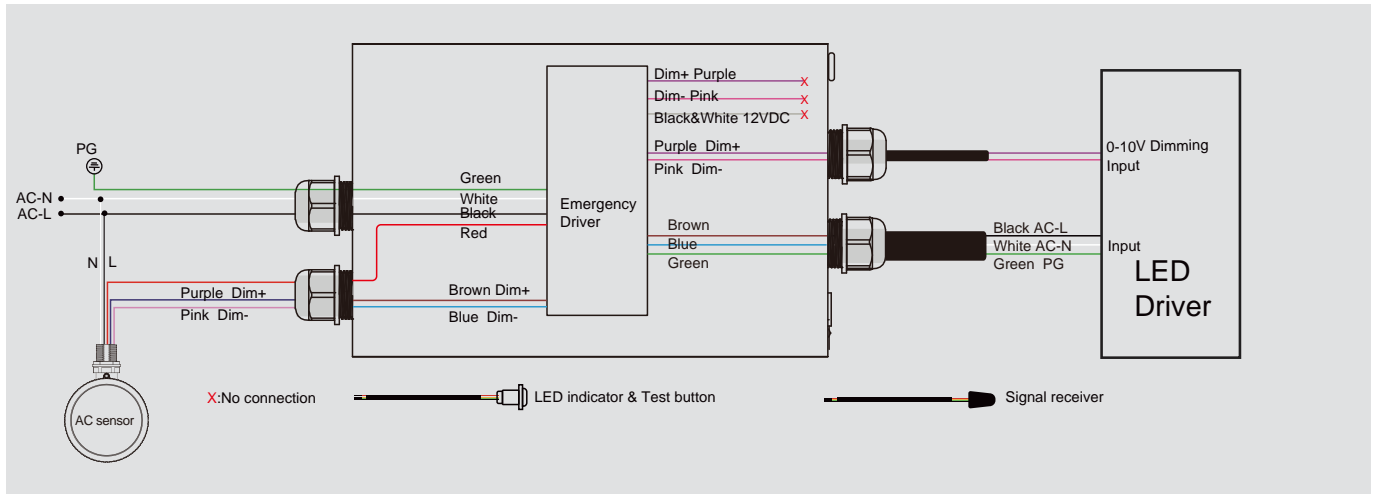 Dim+ Purple
Dim- Pink
Black&White 12VDC
X
X
X
PG
Purple Dim+
Pink Dim-
0-10V Dimming
Input
Green
AC-N
White
AC-L
Black
Red
Emergency
Driver
Brown
Blue
Green
Black AC-L
White AC-N
Green PG
Input
LED
Driver
N L
Purple Dim+
Pink Dim-
Brown Dim+
Blue Dim-
X:No connection
LED indicator & Test button
Signal receiver
AC sensor